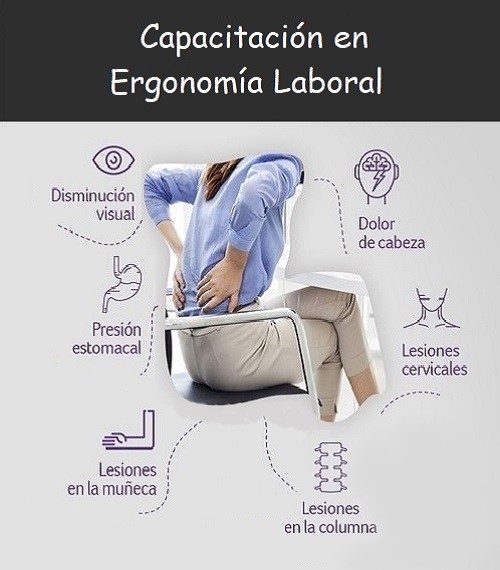 Capacitación en
Ergonomía Laboral
Disminución
visual
Dolor
de cabeza
Presión
estomacal
Lesiones
cervicales
Lesiones
en la muñeca
Lesiones
en la columna